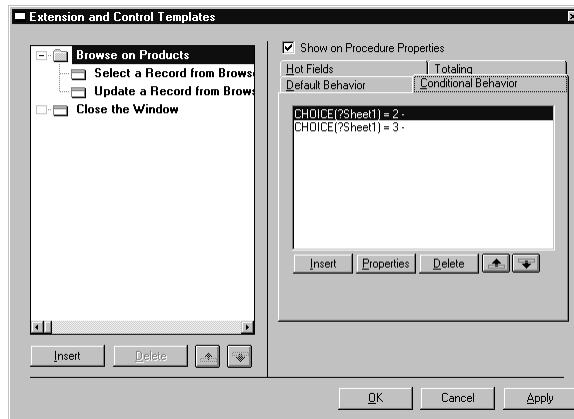 Extension and Control Templates
Browse on Products
Select a Record from Brows
Update a Record from Brows
Close the Window
Show on Procedure Properties
Hot Fields
Totaling
Default Behavior
Conditional Behavior
CHOICE(?Sheet1) = 2 -
CHOICE(?Sheet1) = 3 -
Insert
Properties
Delete
Insert
Delete
OK
Cancel
Apply